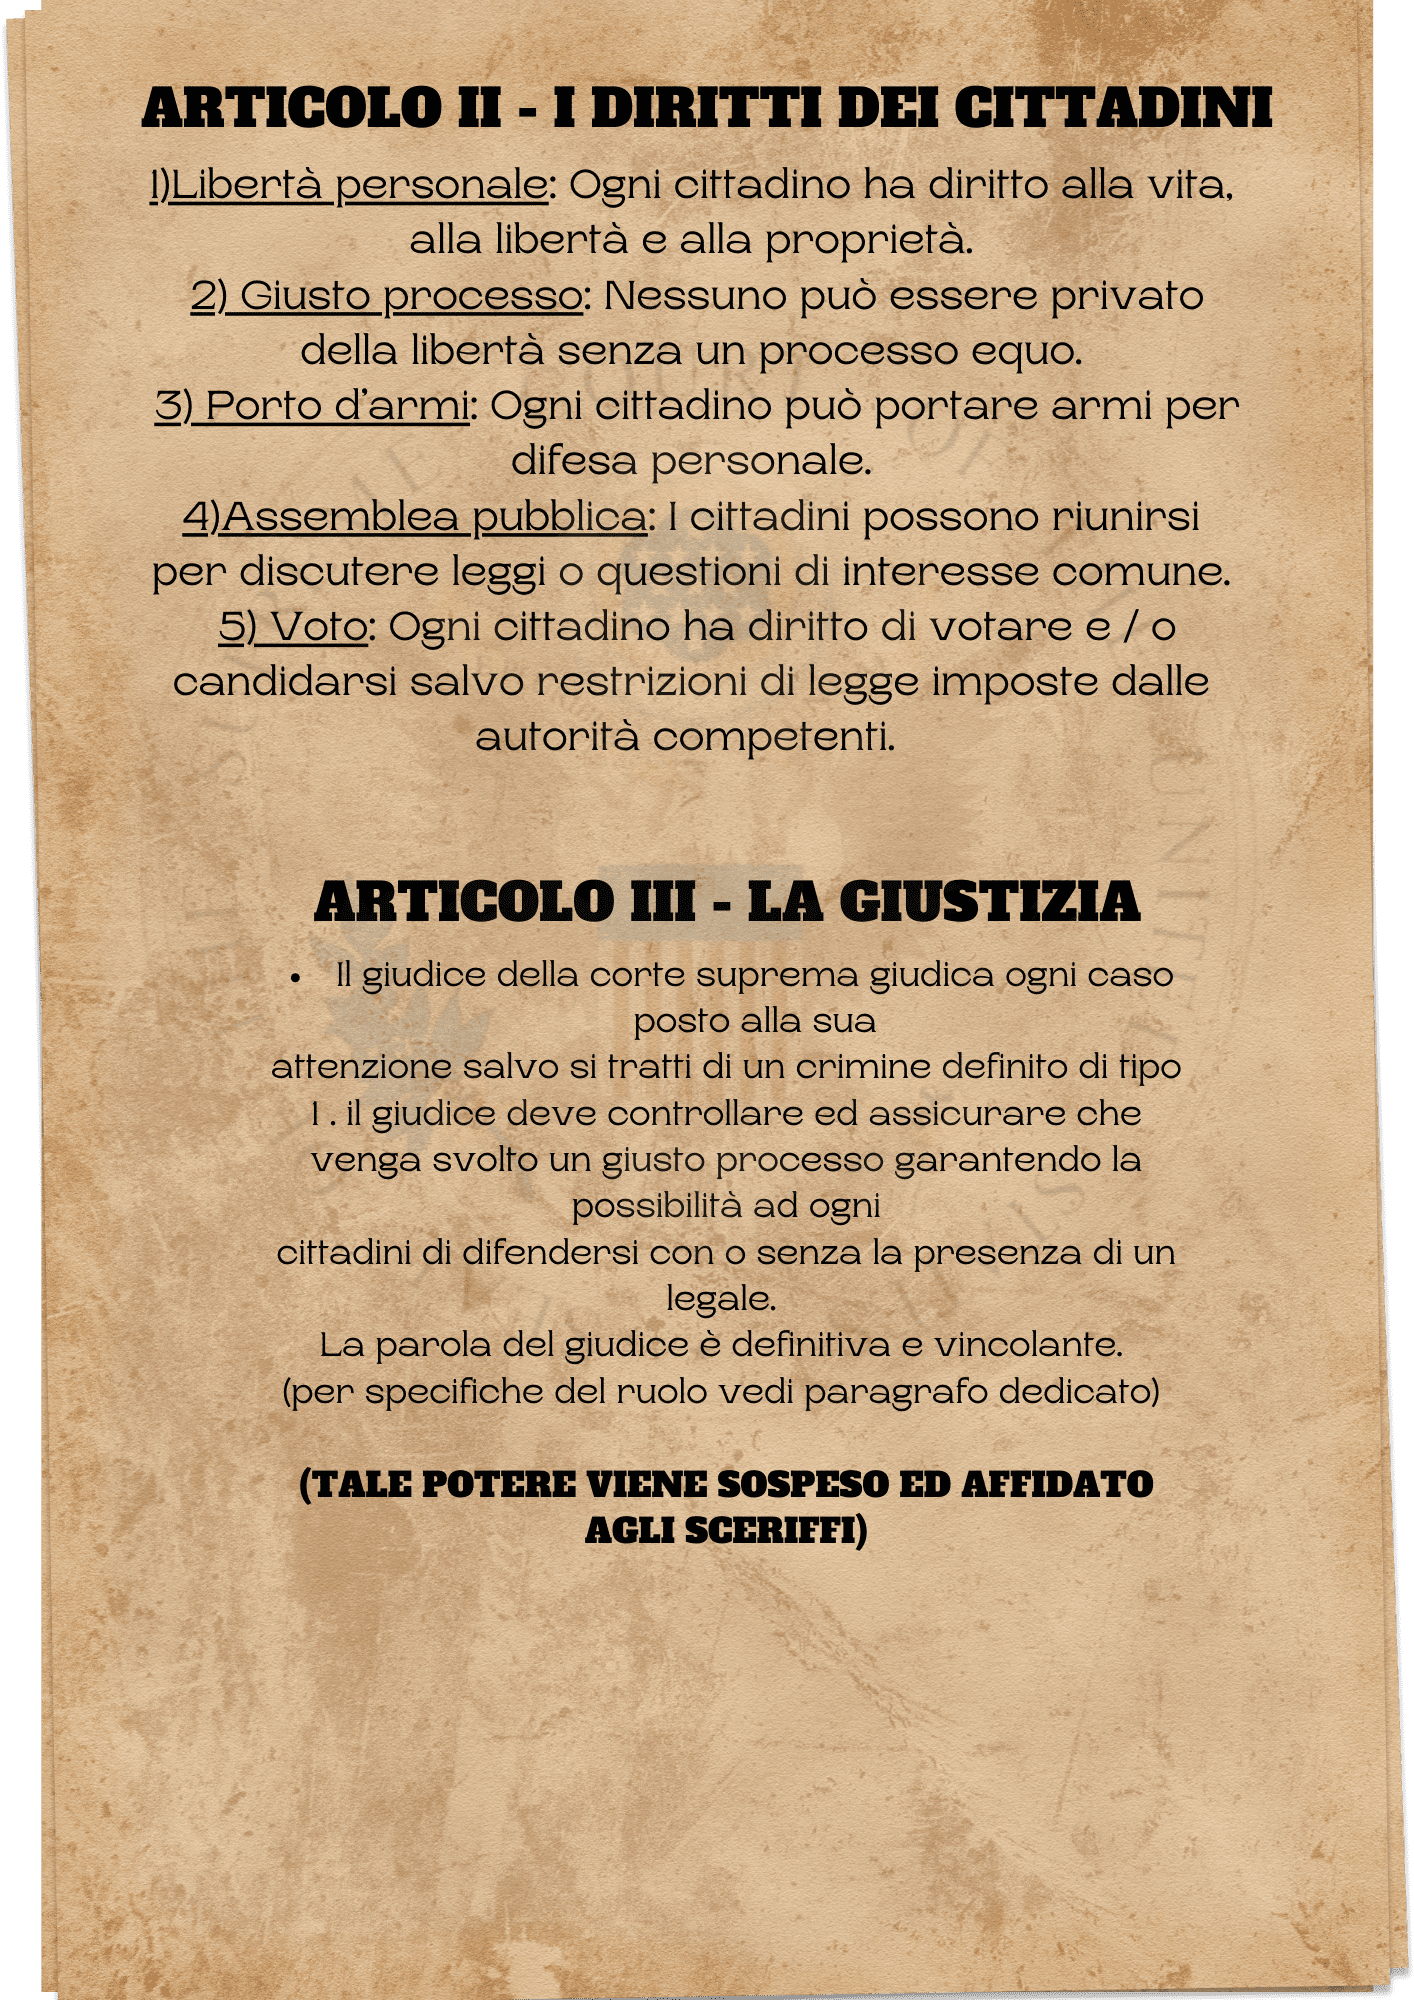 ARTICOLO II - I DIRITTI DEI CITTADINI
1)Libertà personale: Ogni cittadino ha diritto alla vita,
alla libertà e alla proprietà.
2) Giusto processo: Nessuno può essere privato
della libertà senza un processo equo.
3) Porto d'armi: Ogni cittadino può portare armi per
difesa personale.
4)Assemblea pubblica: I cittadini possono riunirsi
per discutere leggi o questioni di interesse comune.
5) Voto: Ogni cittadino ha diritto di votare e / o
candidarsi salvo restrizioni di legge imposte dalle
autorità competenti.
ARTICOLO III - LA GIUSTIZIA
• Il giudice della corte suprema giudica ogni caso
posto alla sua
attenzione salvo si tratti di un crimine definito di tipo
1 . il giudice deve controllare ed assicurare che
venga svolto un giusto processo garantendo la
possibilità ad ogni
cittadini di difendersi con o senza la presenza di un
legale.
La parola del giudice è definitiva e vincolante.
(per specifiche del ruolo vedi paragrafo dedicato)
(TALE POTERE VIENE SOSPESO ED AFFIDATO
AGLI SCERIFFI)